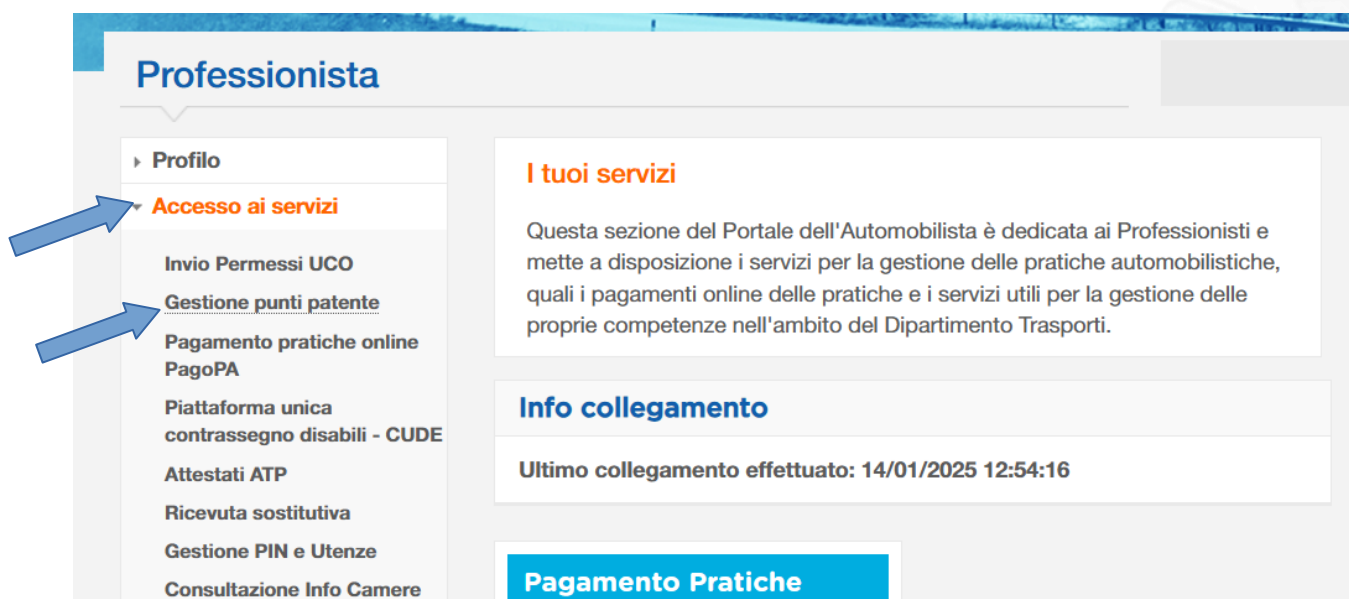 Professionista
Profilo
Accesso ai servizi
Invio Permessi UCO
Gestione punti patente
Pagamento pratiche online
PagoPA
Piattaforma unica
contrassegno disabili - CUDE
Attestati ATP
Ricevuta sostitutiva
Gestione PIN e Utenze
Consultazione Info Camere
I tuoi servizi
Questa sezione del Portale dell'Automobilista è dedicata ai Professionisti e
mette a disposizione i servizi per la gestione delle pratiche automobilistiche,
quali i pagamenti online delle pratiche e i servizi utili per la gestione delle
proprie competenze nell'ambito del Dipartimento Trasporti.
Info collegamento
Ultimo collegamento effettuato: 14/01/2025 12:54:16
Pagamento Pratiche